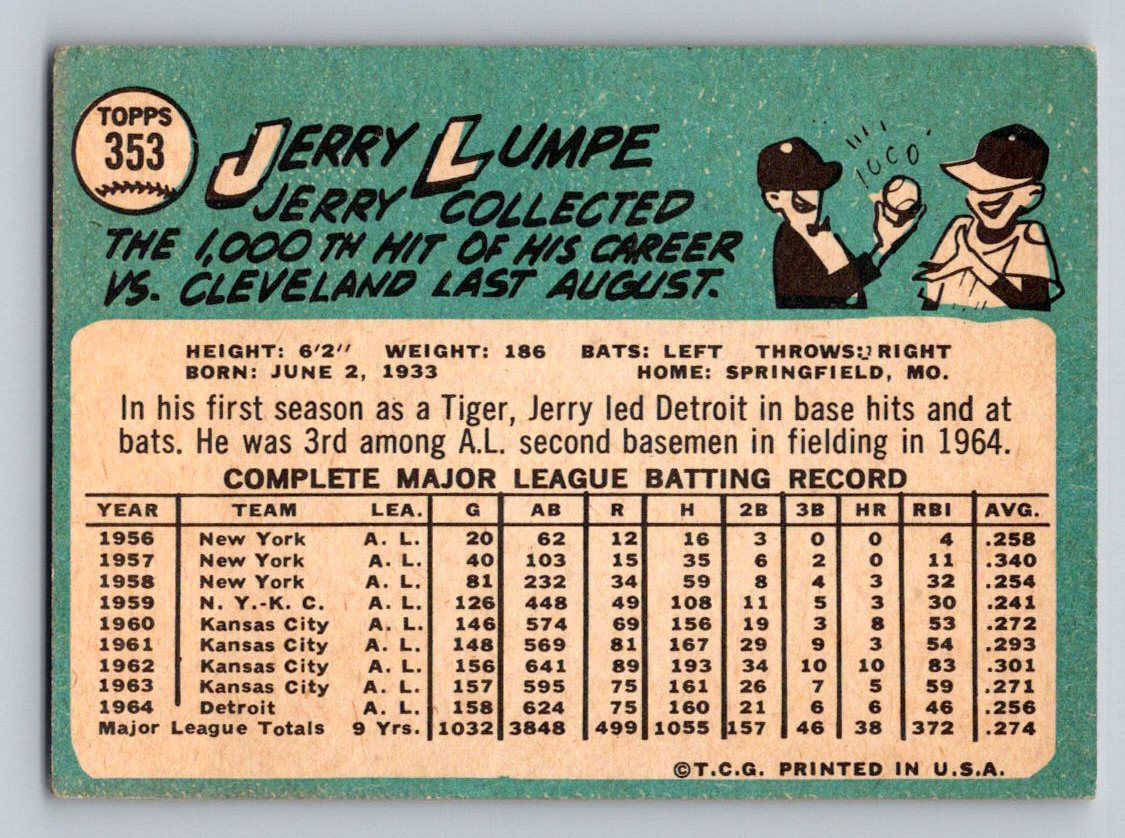 TOPPS
353
JERRY LUMPE
JERRY COLLECTED
THE 1,000 TH HIT OF HIS CAREER
VS. CLEVELAND LAST AUGUST.
1000
HEIGHT: 6'2" WEIGHT: 186 BATS: LEFT THROWS: RIGHT
BORN: JUNE 2, 1933 HOME: SPRINGFIELD, MO.
In his first season as a Tiger, Jerry led Detroit in base hits and at
bats. He was 3rd among A.L. second basemen in fielding in 1964.
COMPLETE MAJOR LEAGUE BATTING RECORD
YEAR TEAM LEA. G AB R H 2B 3B HR RBI AVG.
1956 New York A. L. 20 62 12 16 3 0 0 4 .258
1957 New York A. L. 40 103 15 35 6 2 0 11 .340
1958 New York A. L. 81 232 34 59 8 4 3 32 .254
1959 N. Y.-K. C. A. L. 126 448 49 108 11 5 3 30 .241
1960 Kansas City A. L. 146 574 69 156 19 3 8 53 .272
1961 Kansas City A. L. 148 569 81 167 29 9 3 54 .293
1962 Kansas City A. L. 156 641 89 193 34 10 10 83 .301
1963 Kansas City A. L. 157 595 75 161 26 7 5 59 .271
1964 Detroit A. L. 158 624 75 160 21 6 6 46 .256
Major League Totals 9 Yrs. 1032 3848 499 1055 157 46 38 372 .274
©T.C.G. PRINTED IN U.S.A.